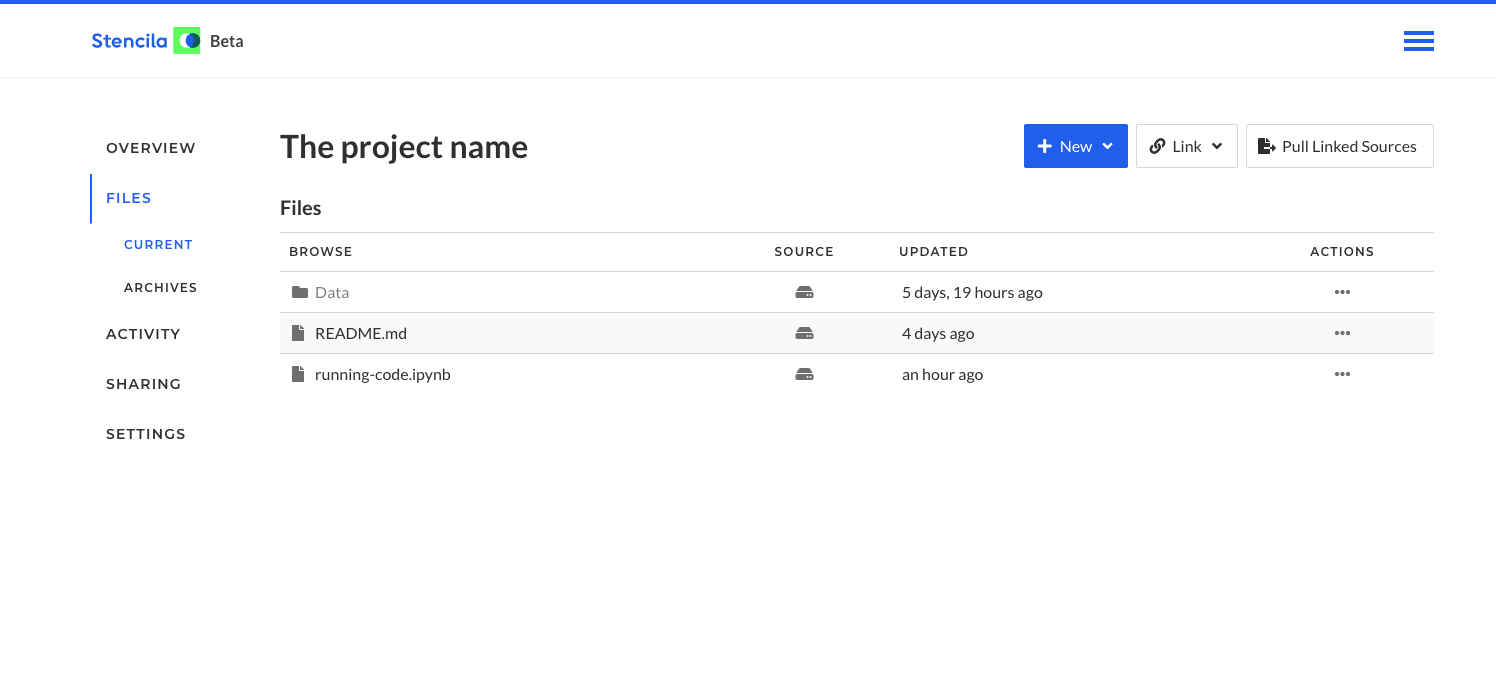 Stencila Beta
OVERVIEW
FILES
CURRENT
ARCHIVES
ACTIVITY
SHARING
SETTINGS
The project name
New
Link
Pull Linked Sources
Files
BROWSE SOURCE UPDATED ACTIONS
Data 5 days, 19 hours ago
README.md 4 days ago
running-code.ipynb an hour ago